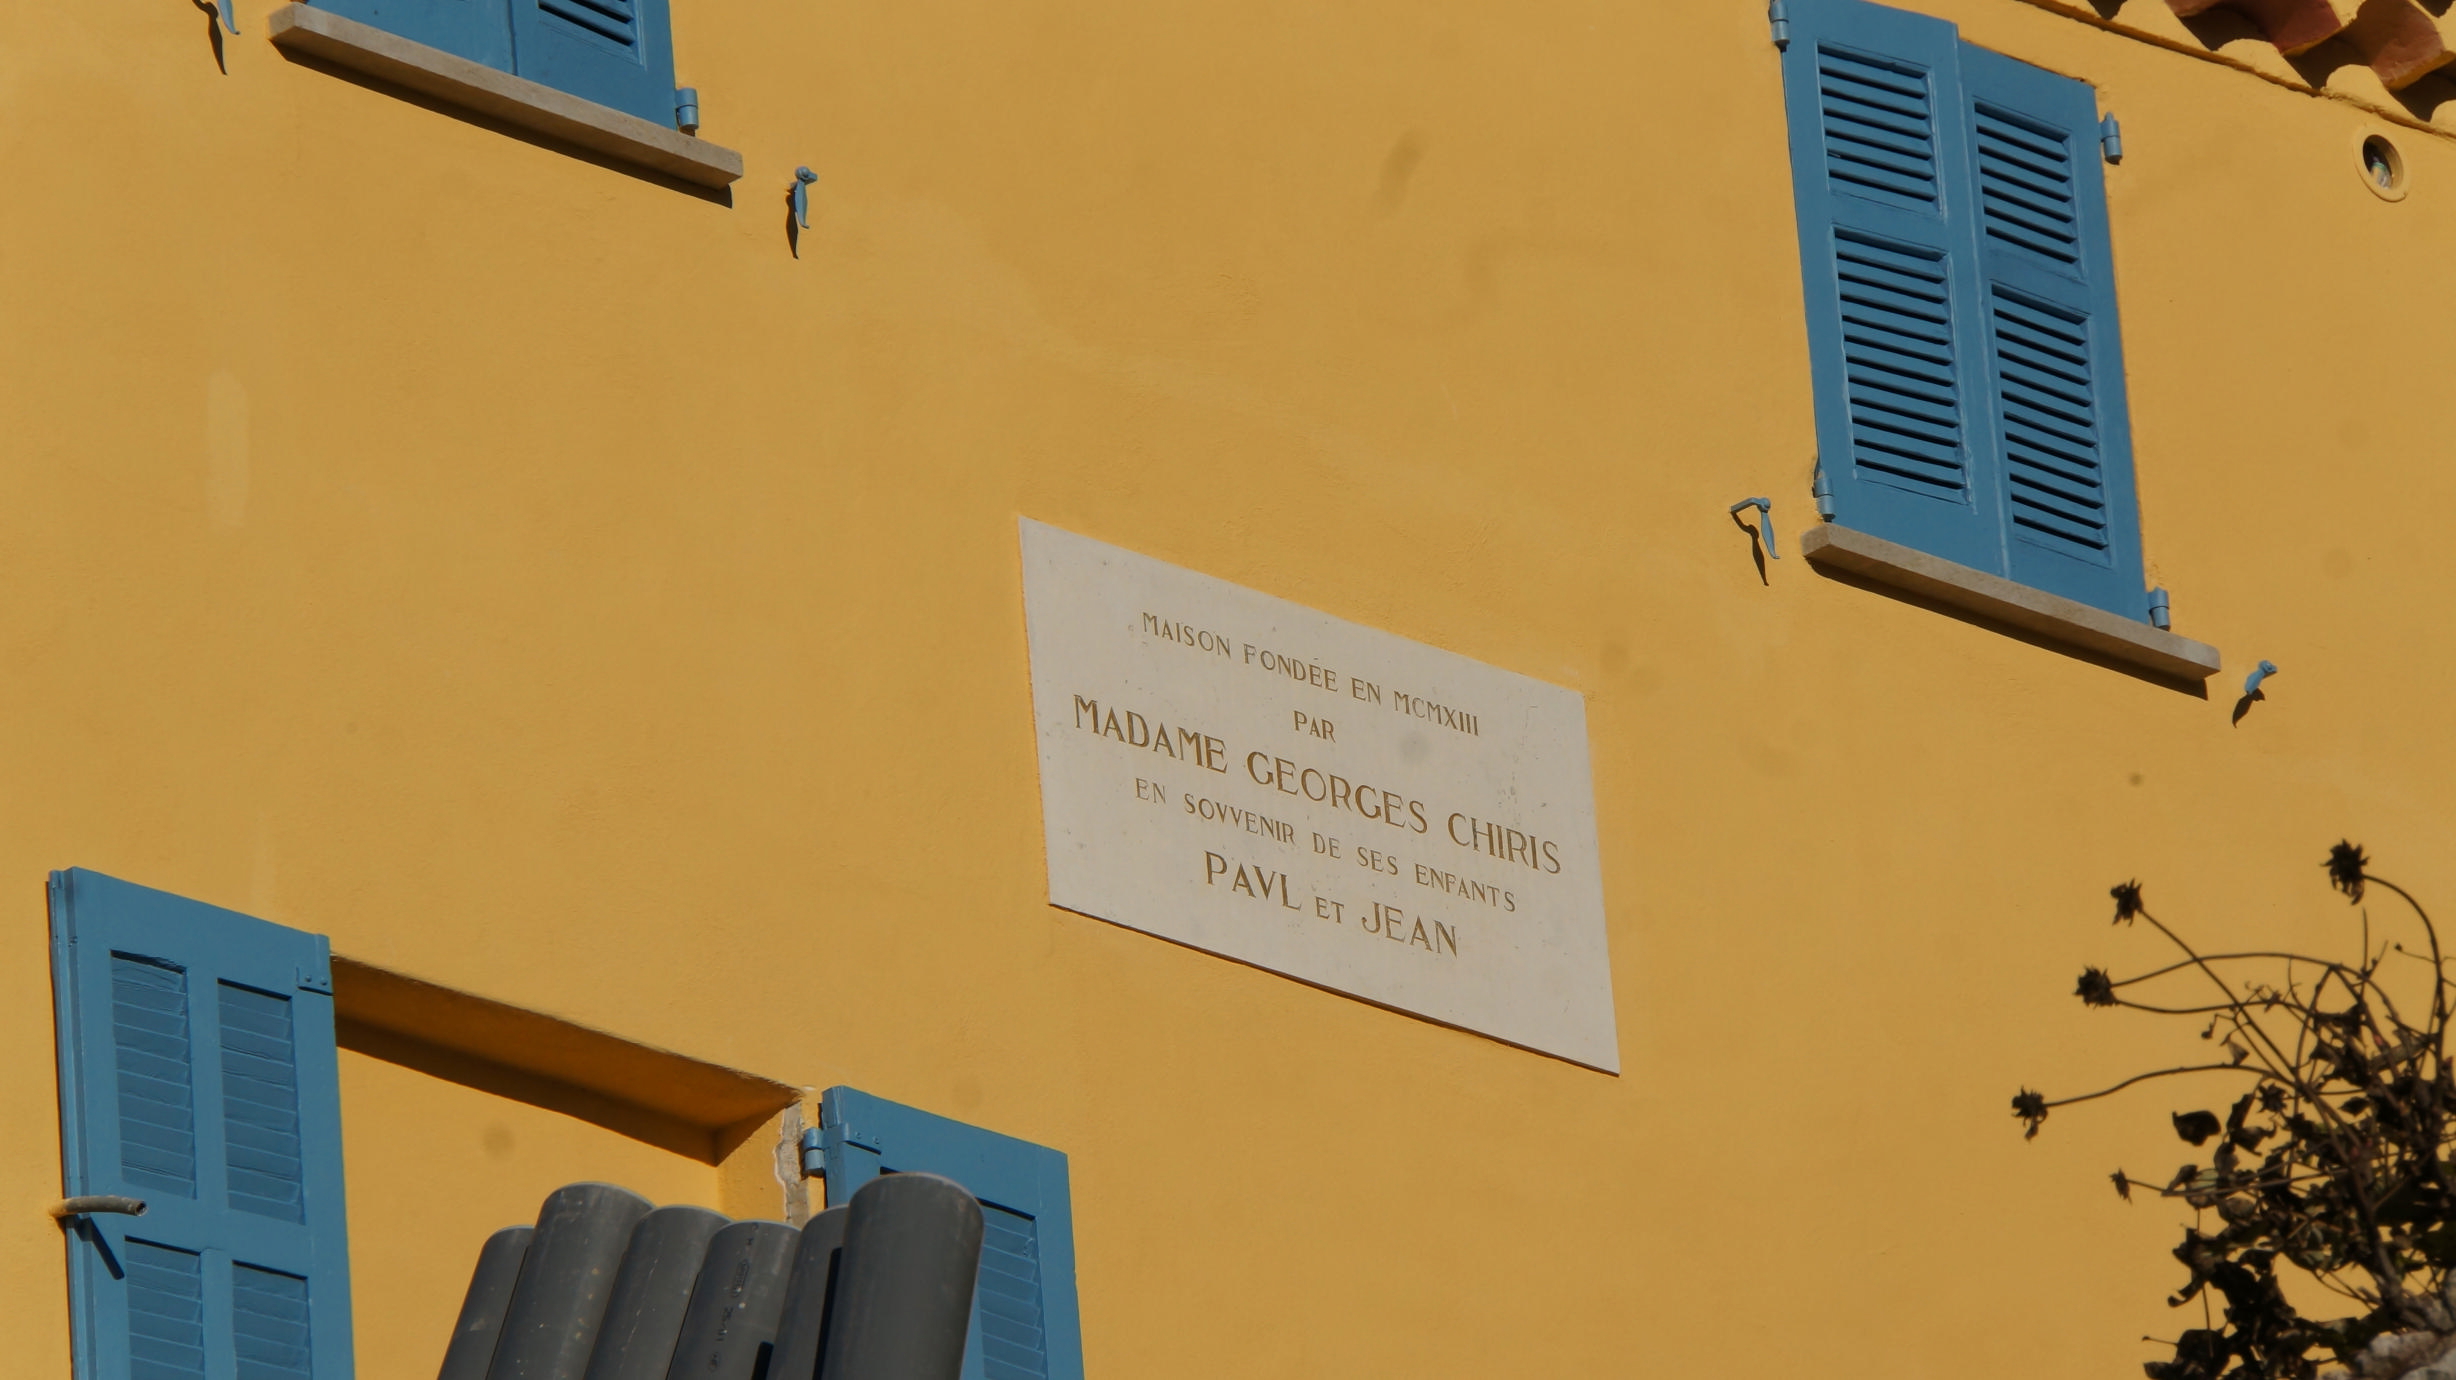 MAISON FONDÉE EN MCMXIII
PAR
MADAME GEORGES CHIRIS
EN SOVVENIR DE SES ENFANTS
PAVL ET JEAN